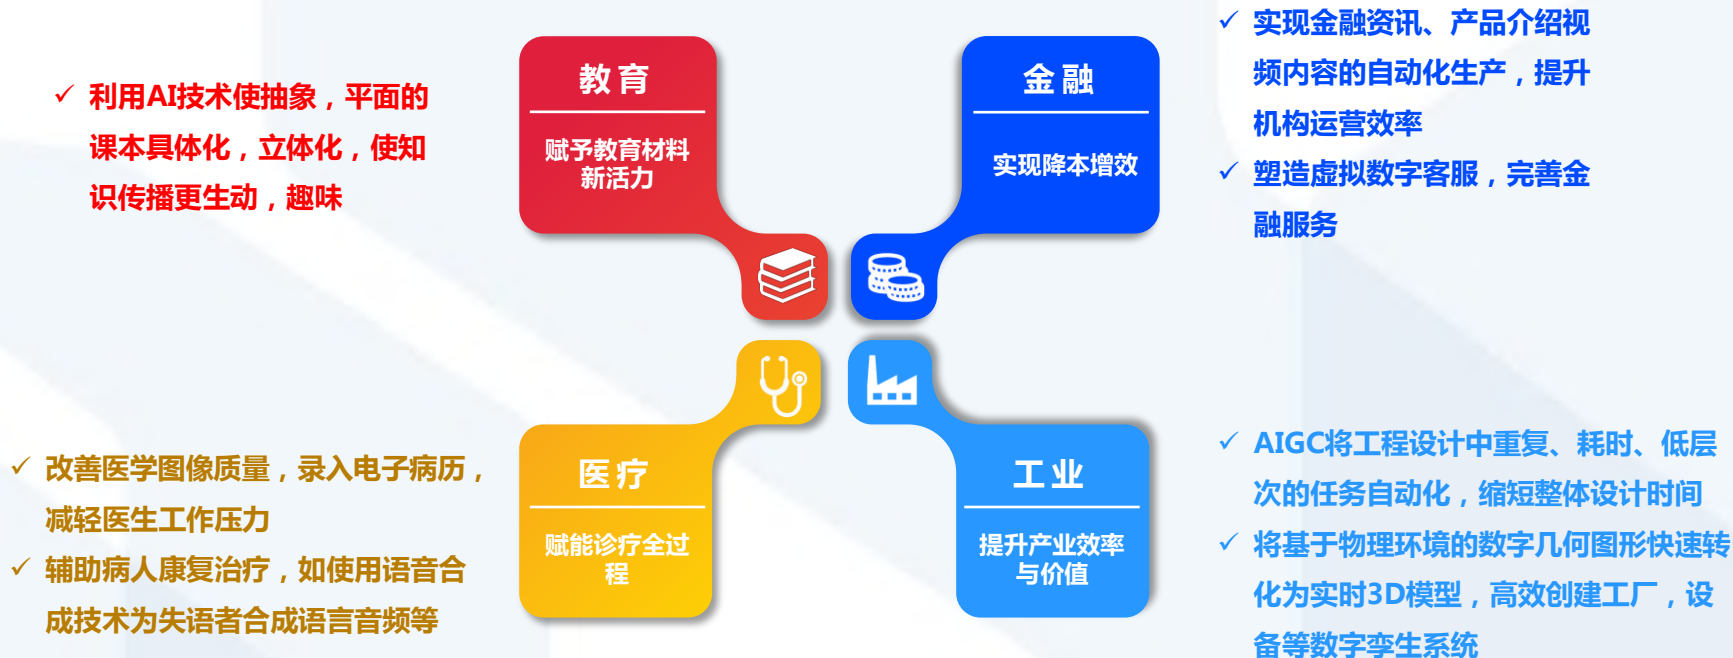 利用AI技术使抽象，平面的
课本具体化，立体化，使知
识传播更生动，趣味
教育
赋予教育材料
新活力
金融
实现降本增效
实现金融资讯、产品介绍视
频内容的自动化生产，提升
机构运营效率
塑造虚拟数字客服，完善金
融服务
改善医学图像质量，录入电子病历，
减轻医生工作压力
辅助病人康复治疗，如使用语音合
成技术为失语者合成语言音频等
医疗
赋能诊疗全过
程
工业
提升产业效率
与价值
AIGC将工程设计中重复、耗时、低层
次的任务自动化，缩短整体设计时间
将基于物理环境的数字几何图形快速转
化为实时3D模型，高效创建工厂，设
备等数字孪生系统